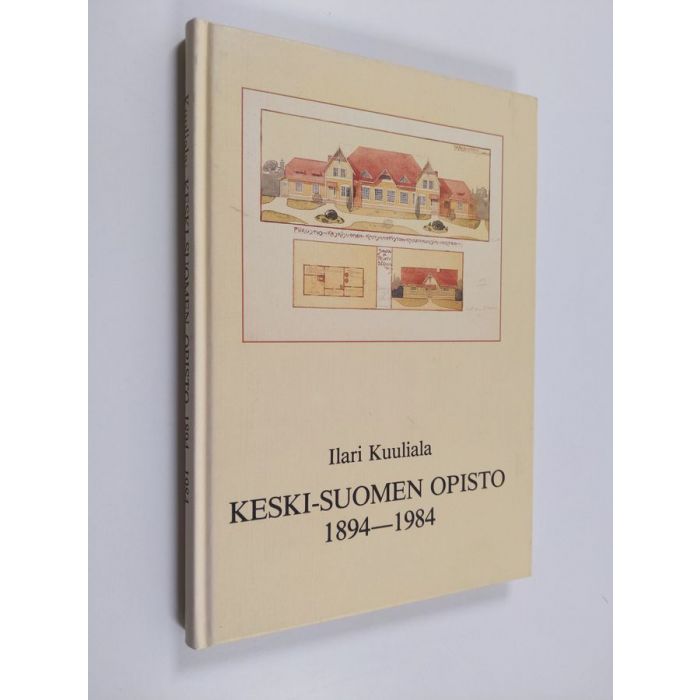 Ilari Kuuliala
KESKI-SUOMEN OPISTO
1894—1984
Kuuliala KESKI-SUOMEN OPISTO 1894—1984